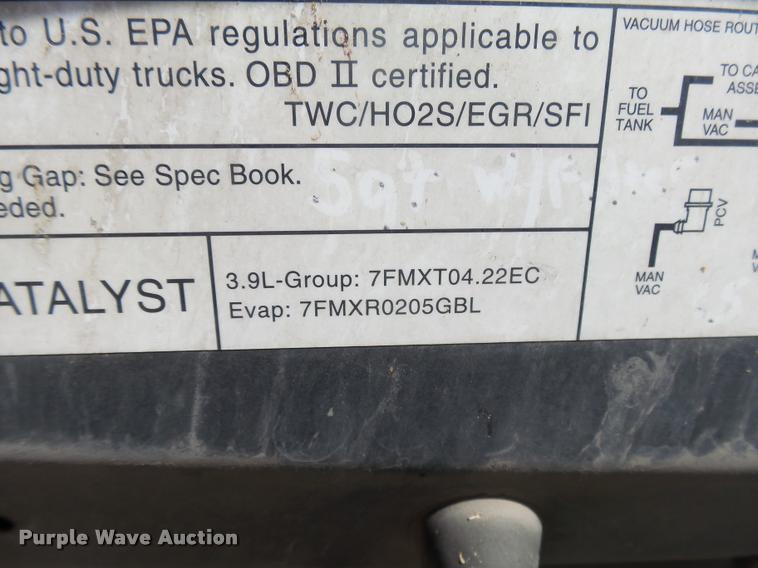 to U.S. EPA regulations applicable to
ght-duty trucks. OBD II certified.
TWC/HO2S/EGR/SFI
g Gap: See Spec Book.
eded.
ATALYST
3.9L-Group: 7FMXT04.22EC
Evap: 7FMXR0205GBL
VACUUM HOSE ROUT
TO CA
ASSE
TO
FUEL
TANK
MAN
VAC
PCV
MAN
VAC
Purple Wave Auction